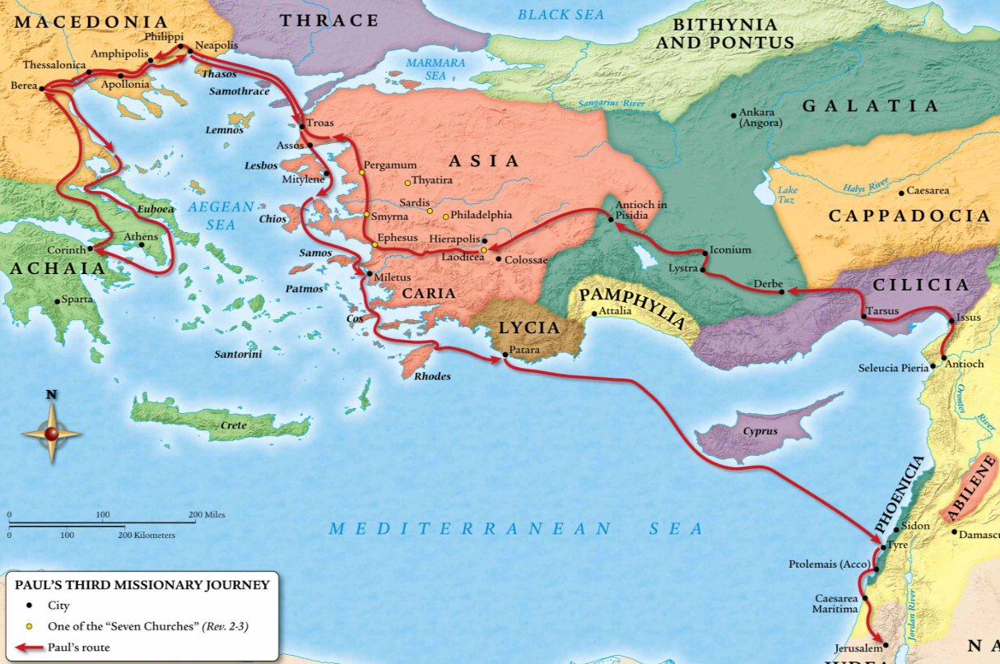 MACEDONIA
THRACE
BLACK SEA
BITHYNIA
AND PONTUS
Philippi
Neapolis
Amphipolis
Thessalonica
Thasos
MARMARA
SEA
Berea
Apollonia
Samothrace
Sangarius River
GALATIA
Ankara
(Angora)
Troas
Lemnos
Assos
ASIA
Lesbos
Pergamum
Mitylene
Thyatira
Lake
Tuz
Halys River
Caesarea
Euboea
AEGEAN
SEA
Sardis
Antioch in
Pisidia
CAPPADOCIA
Chios
Smyrna
Philadelphia
Athens
Ephesus
Hierapolis
Corinth
Samos
Laodicea
Colossae
Iconium
ACHAIA
Lystra
Miletus
Patmos
CARIA
Derbe
CILICIA
Sparta
PAMPHYLIA
Attalia
Tarsus
Issus
Cos
LYCIA
Santorini
Patara
Seleucia Pieria
Antioch
Rhodes
Orontes
River
N
Crete
Cyprus
PHOENICIA
ABILENE
0 100 200 Miles
0 100 200 Kilometers
MEDITERRANEAN SEA
Sidon
Damascu
Tyre
Ptolemais (Acco)
PAUL'S THIRD MISSIONARY JOURNEY
City
Caesarea
Maritima
Jordan River
One of the “Seven Churches” (Rev. 2-3)
Paul's route
Jerusalem
N A